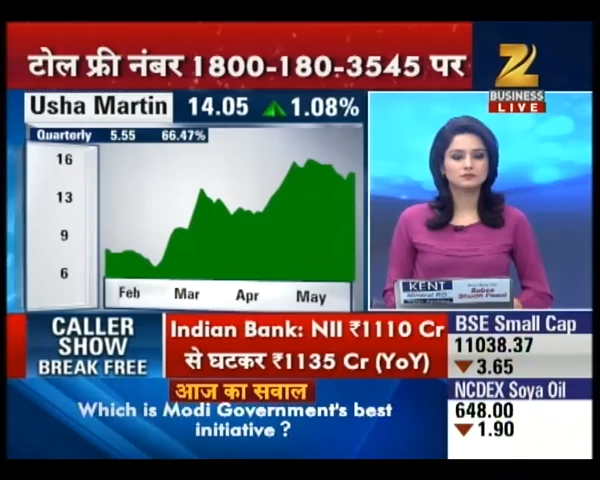 टोल फ्री नंबर 1800-180-3545 पर
Z
BUSINESS
LIVE
Usha Martin 14.05 1.08%
Quarterly 5.55 66.47%
16
13
9
6
Feb Mar Apr May
KENT
Mineral RO
CALLER
SHOW
BREAK FREE
Indian Bank: NII ₹1110 Cr
से घटकर ₹1135 Cr (YoY)
BSE Small Cap
11038.37
3.65
NCDEX Soya Oil
648.00
1.90
आज का सवाल
Which is Modi Government's best
initiative ?